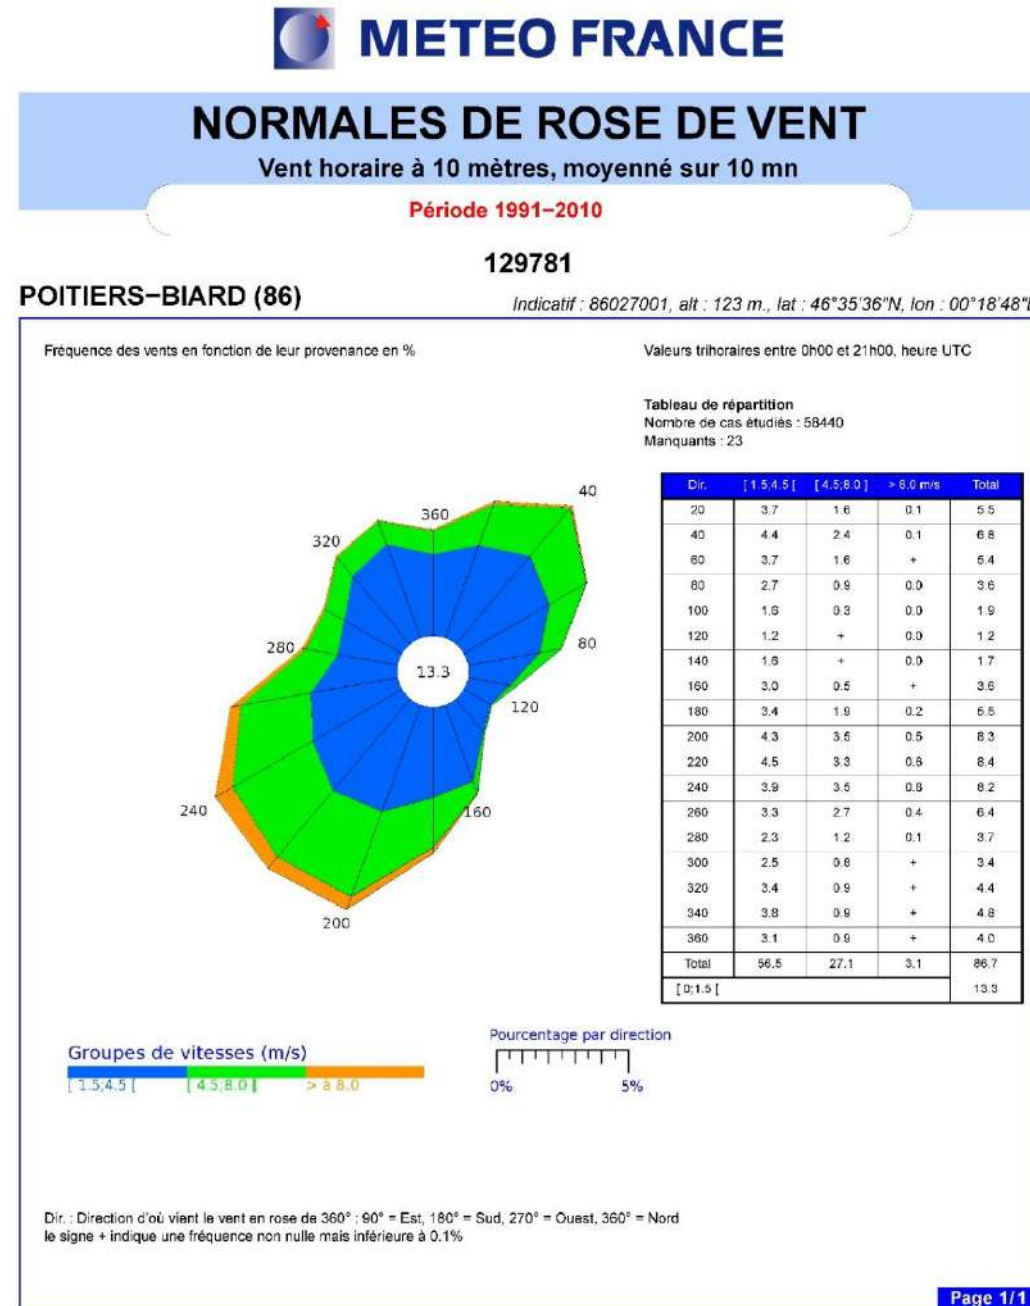 METEO FRANCE
NORMALES DE ROSE DE VENT
Vent horaire à 10 mètres, moyenné sur 10 mn
Période 1991-2010
129781
POITIERS-BIARD (86)
Indicatif : 86027001, alt : 123 m., lat : 46°35'36"N, lon : 00°18'48"E
Fréquence des vents en fonction de leur provenance en %
Valeurs trihoraires entre 0h00 et 21h00, heure UTC
Tableau de répartition
Nombre de cas étudiés : 58440
Manquants : 23
Dir. [ 1.5;4.5 [ [ 4.5;8.0 ] > 8.0 m/s Total
20 3.7 1.6 0.1 5.5
40 4.4 2.4 0.1 6.8
60 3.7 1.6 + 5.4
80 2.7 0.9 0.0 3.6
100 1.6 0.3 0.0 1.9
120 1.2 + 0.0 1.2
140 1.6 + 0.0 1.7
160 3.0 0.5 + 3.6
180 3.4 1.9 0.2 5.5
200 4.3 3.5 0.5 8.3
220 4.5 3.3 0.6 8.4
240 3.9 3.5 0.8 8.2
260 3.3 2.7 0.4 6.4
280 2.3 1.2 0.1 3.7
300 2.5 0.8 + 3.4
320 3.4 0.9 + 4.4
340 3.8 0.9 + 4.8
360 3.1 0.9 + 4.0
Total 56.5 27.1 3.1 86.7
[ 0;1.5 [ 13.3
360
40
320
280
80
13.3
120
240
160
200
Groupes de vitesses (m/s)
[ 1.5;4.5 [ [ 4.5;8.0 ] > à 8.0
Pourcentage par direction
0% 5%
Dir. : Direction d'où vient le vent en rose de 360° : 90° = Est, 180° = Sud, 270° = Ouest, 360° = Nord
le signe + indique une fréquence non nulle mais inférieure à 0.1%
Page 1/1